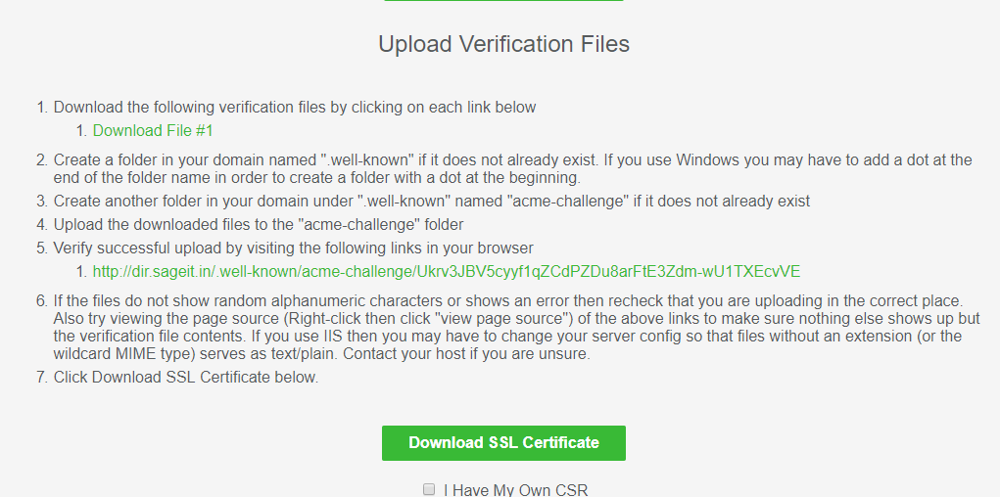 Upload Verification Files
1. Download the following verification files by clicking on each link below
1. Download File #1
2. Create a folder in your domain named ".well-known" if it does not already exist. If you use Windows you may have to add a dot at the
end of the folder name in order to create a folder with a dot at the beginning.
3. Create another folder in your domain under ".well-known" named "acme-challenge" if it does not already exist
4. Upload the downloaded files to the "acme-challenge" folder
5. Verify successful upload by visiting the following links in your browser
1. http://dir.sageit.in/.well-known/acme-challenge/Ukrv3JBV5cyyf1qZCdPZDu8arFtE3Zdm-wU1TXEcvVE
6. If the files do not show random alphanumeric characters or shows an error then recheck that you are uploading in the correct place.
Also try viewing the page source (Right-click then click "view page source") of the above links to make sure nothing else shows up but
the verification file contents. If you use IIS then you may have to change your server config so that files without an extension (or the
wildcard MIME type) serves as text/plain. Contact your host if you are unsure.
7. Click Download SSL Certificate below.
Download SSL Certificate
I Have My Own CSR